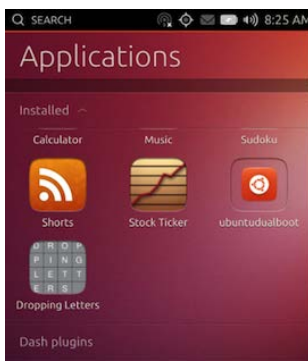 SEARCH 8:25 AM
Applications
Installed
Calculator Music Sudoku
Shorts Stock Ticker ubuntudualboot
D R O P
P I N G
L E T T
E R S
Dropping Letters
Dash plugins